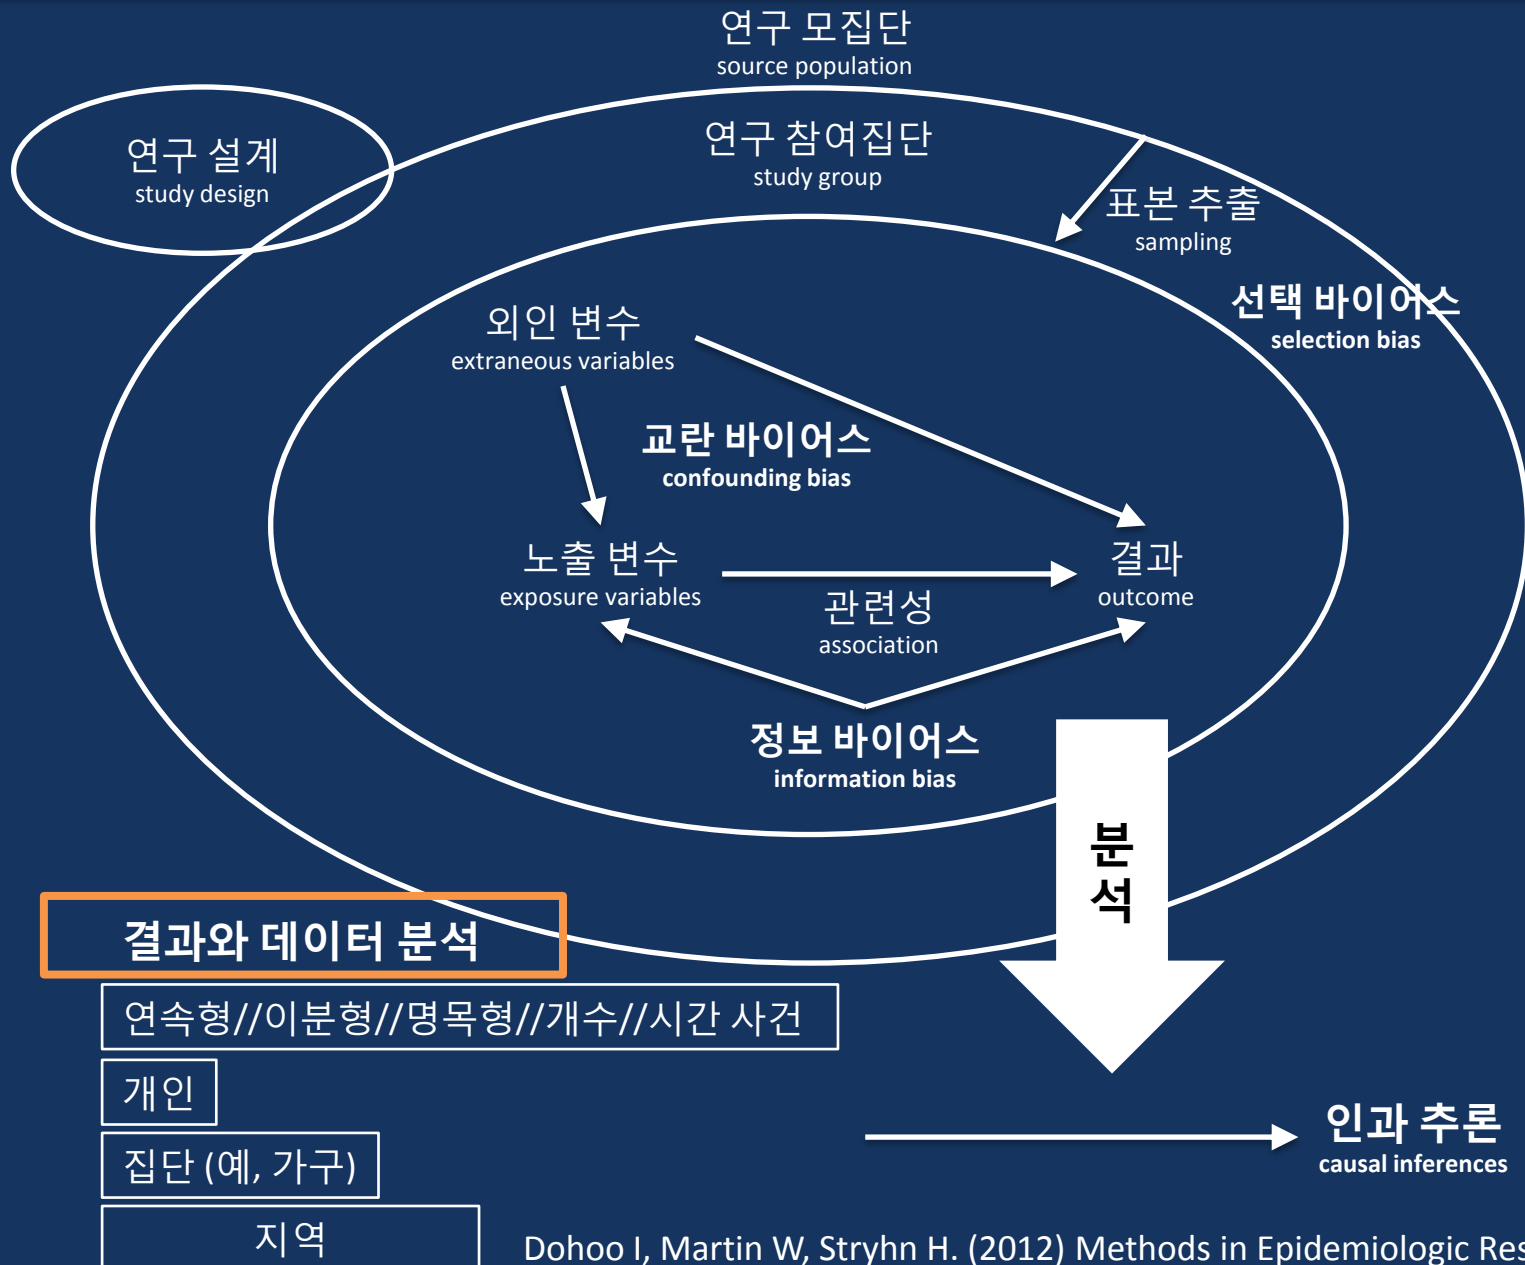 연구 모집단
source population
연구 설계
study design
연구 참여집단
study group
표본 추출
sampling
선택 바이어스
selection bias
외인 변수
extraneous variables
교란 바이어스
confounding bias
노출 변수
exposure variables
관련성
association
결과
outcome
정보 바이어스
information bias
분
석
결과와 데이터 분석
연속형//이분형//명목형//개수//시간 사건
개인
집단 (예, 가구)
지역
인과 추론
causal inferences
Dohoo I, Martin W, Stryhn H. (2012) Methods in Epidemiologic Res